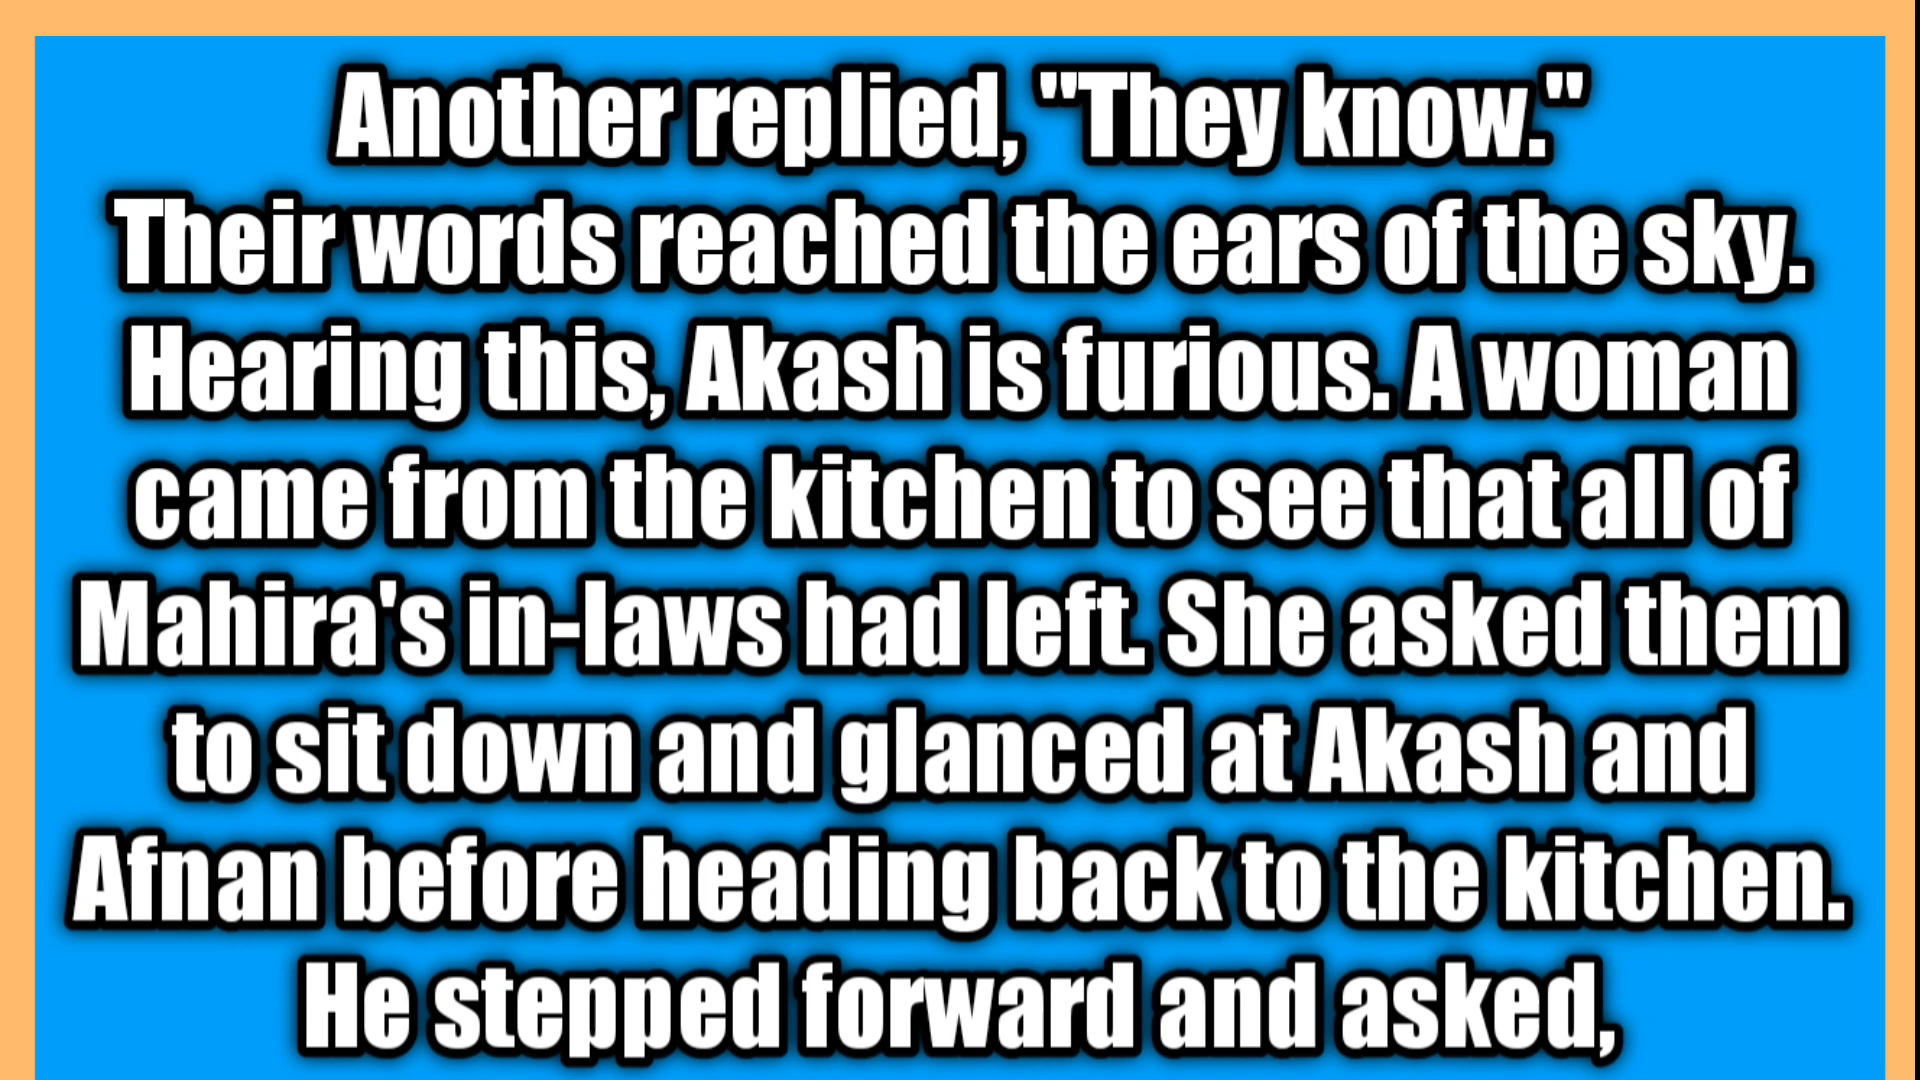 Another replied, "They know."
Their words reached the ears of the sky.
Hearing this, Akash is furious. A woman
came from the kitchen to see that all of
Mahira's in-laws had left. She asked them
to sit down and glanced at Akash and
Afnan before heading back to the kitchen.
He stepped forward and asked,